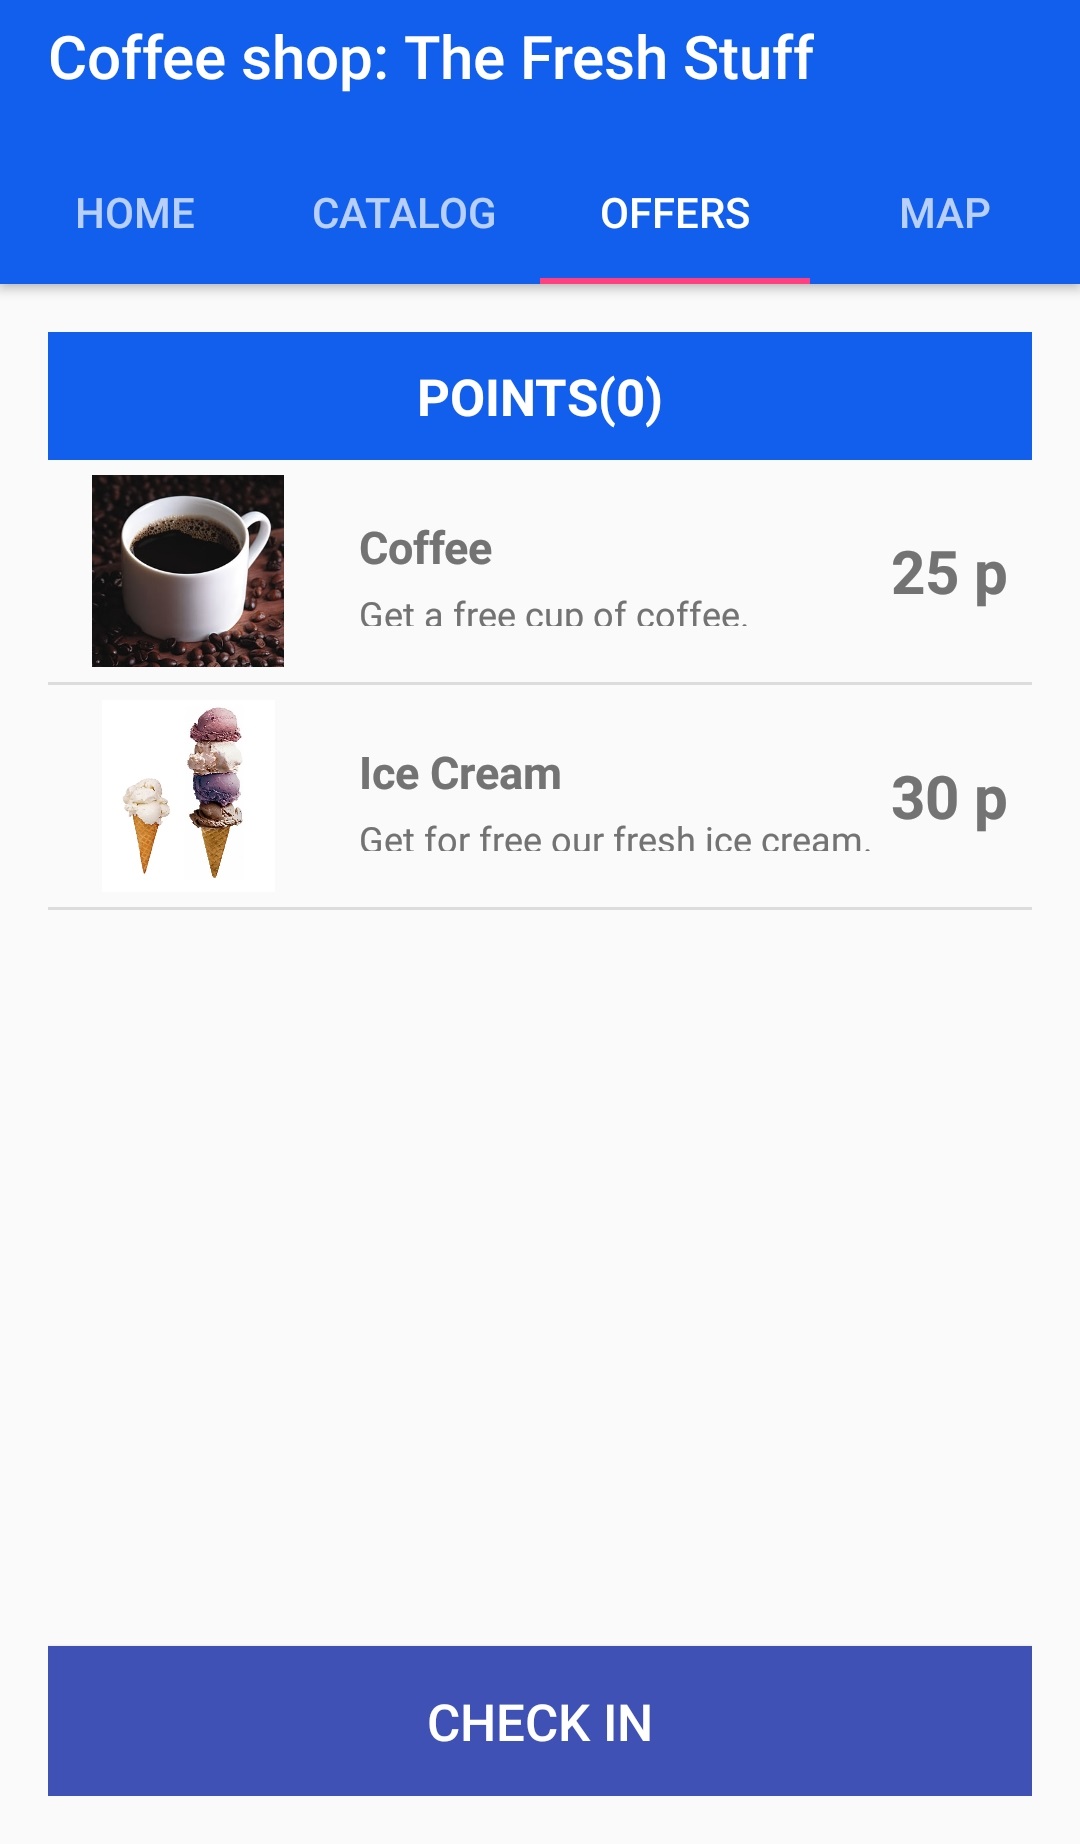 Coffee shop: The Fresh Stuff
HOME CATALOG OFFERS MAP
POINTS(0)
Coffee
25 p
Get a free cup of coffee.
Ice Cream
30 p
Get for free our fresh ice cream.
CHECK IN